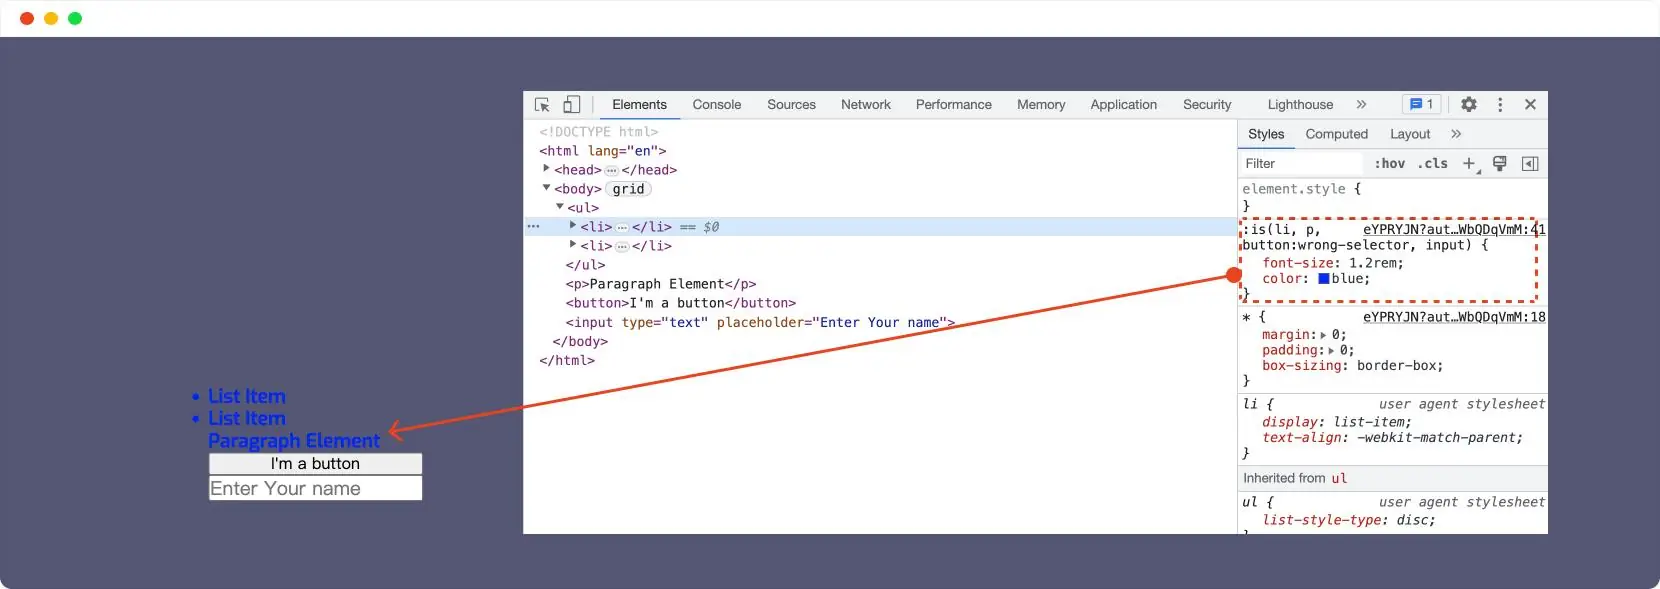 List Item
List Item
Paragraph Element
I'm a button
Enter Your name
Elements Console Sources Network Performance Memory Application Security Lighthouse » 1
<!DOCTYPE html>
<html lang="en">
<head>…</head>
<body> grid
<ul>
… <li>…</li> == $0
<li>…</li>
</ul>
<p>Paragraph Element</p>
<button>I'm a button</button>
<input type="text" placeholder="Enter Your name">
</body>
</html>
Styles Computed Layout »
Filter :hov .cls +
element.style {
}
:is(li, p, eYPRYJN?aut…WbQDqVmM:41
button:wrong-selector, input) {
font-size: 1.2rem;
color: blue;
}
* { eYPRYJN?aut…WbQDqVmM:18
margin: 0;
padding: 0;
box-sizing: border-box;
}
li { user agent stylesheet
display: list-item;
text-align: -webkit-match-parent;
}
Inherited from ul
ul { user agent stylesheet
list-style-type: disc;
}